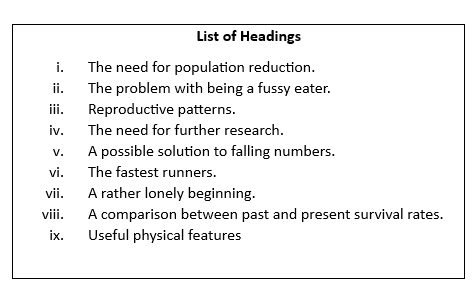 List of Headings
i. The need for population reduction.
ii. The problem with being a fussy eater.
iii. Reproductive patterns.
iv. The need for further research.
v. A possible solution to falling numbers.
vi. The fastest runners.
vii. A rather lonely beginning.
viii. A comparison between past and present survival rates.
ix. Useful physical features